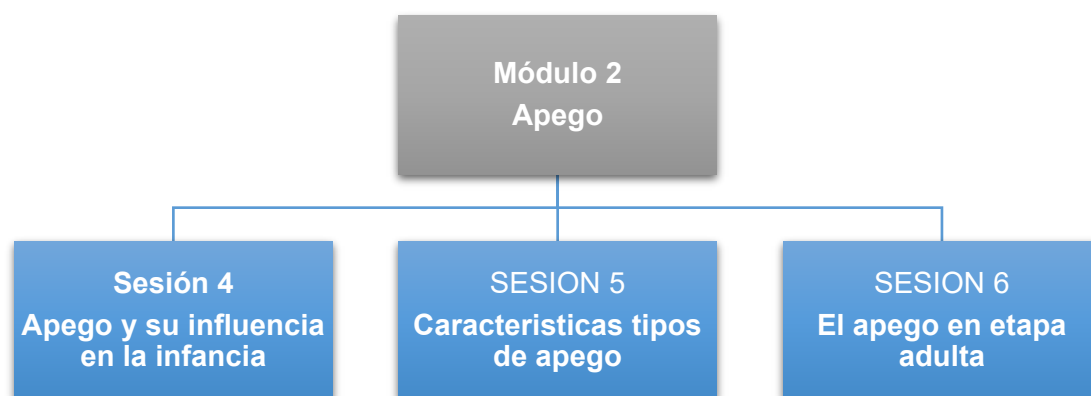 Módulo 2
Apego
Sesión 4
Apego y su influencia
en la infancia
SESION 5
Caracteristicas tipos
de apego
SESION 6
El apego en etapa
adulta